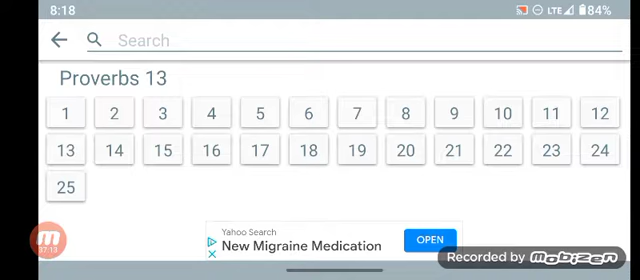 8:18 LTE 84%
Search
Proverbs 13
1 2 3 4 5 6 7 8 9 10 11 12
13 14 15 16 17 18 19 20 21 22 23 24
25
Yahoo Search
New Migraine Medication
OPEN
07:13
Recorded by mobizen